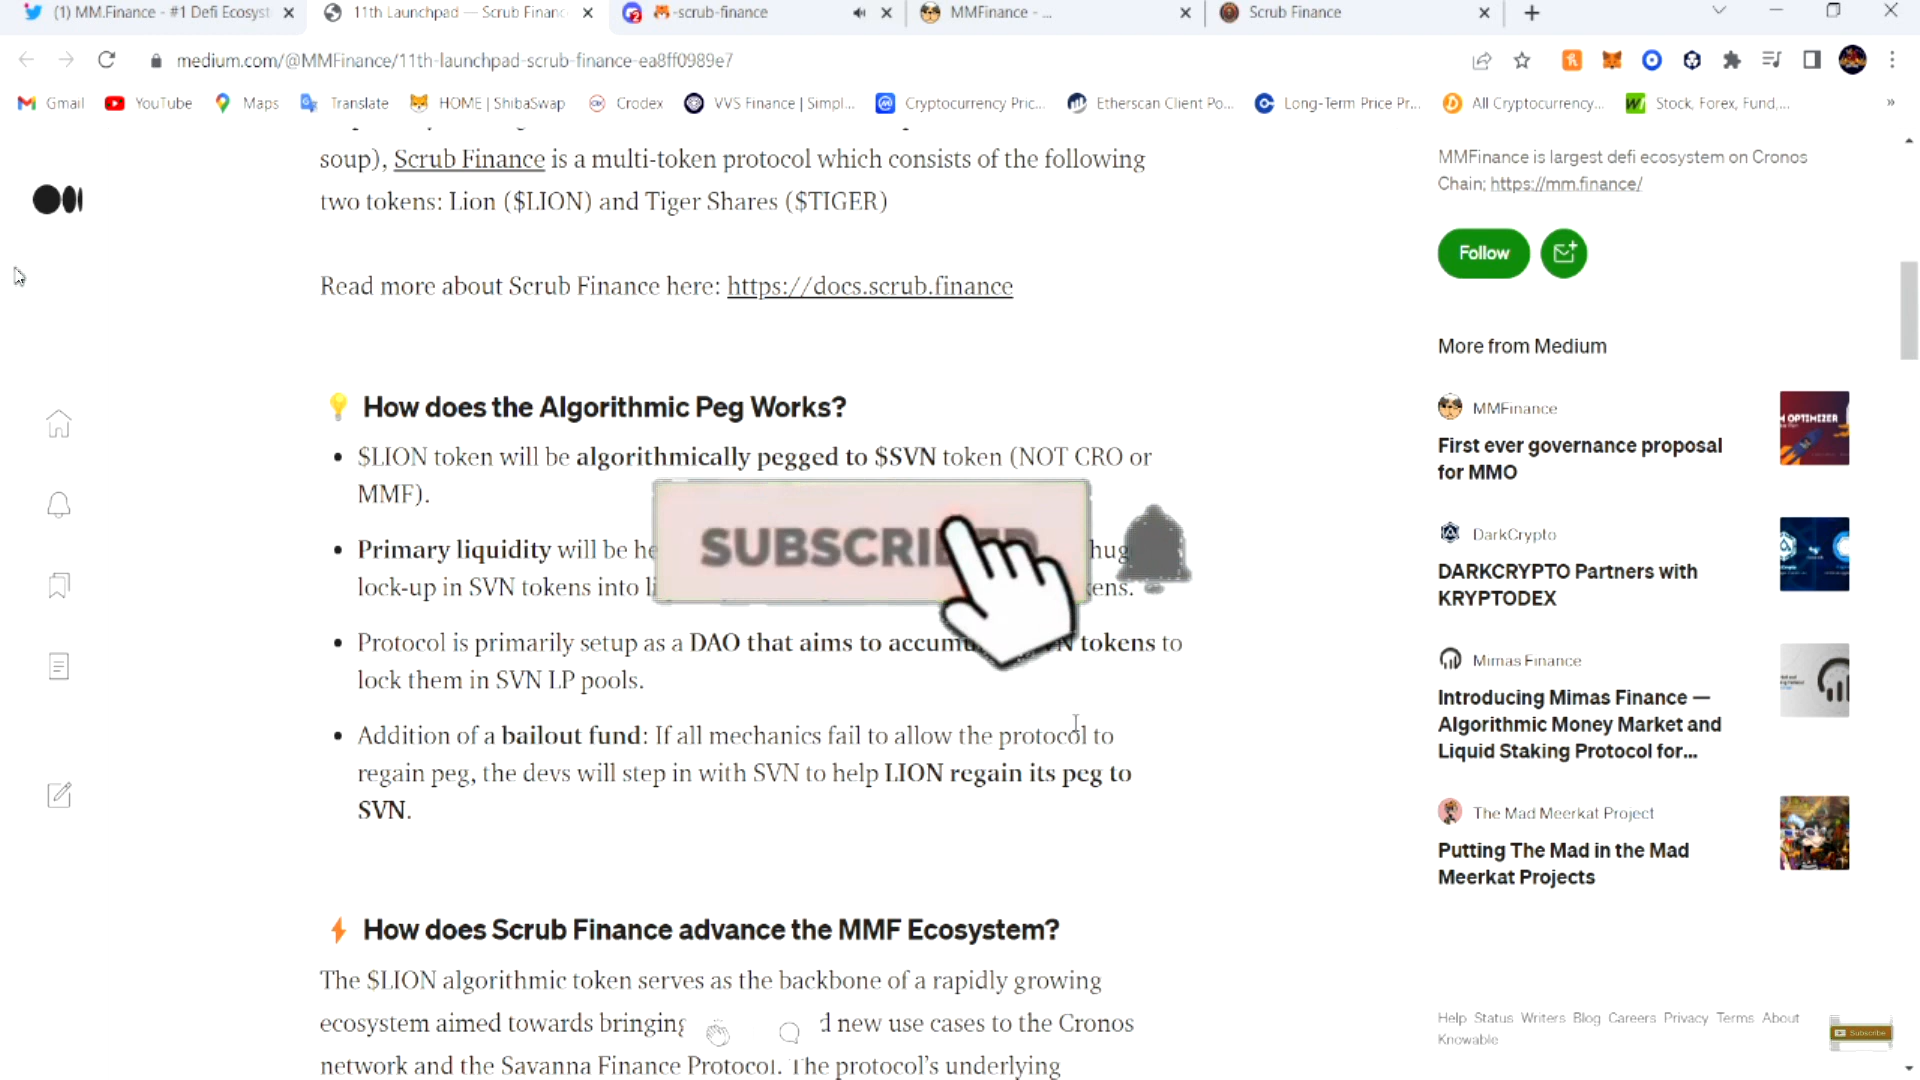 (1) MM.Finance - #1 Defi Ecosyst
11th Launchpad — Scrub Financ
-scrub-finance
MMFinance - ...
Scrub Finance
medium.com/@MMFinance/11th-launchpad-scrub-finance-ea8ff0989e7
Gmail
YouTube
Maps
Translate
HOME | ShibaSwap
Crodex
VVS Finance | Simpl...
Cryptocurrency Pric...
Etherscan Client Po...
Long-Term Price Pr...
All Cryptocurrency...
Stock, Forex, Fund,...
»
soup), Scrub Finance is a multi-token protocol which consists of the following
two tokens: Lion ($LION) and Tiger Shares ($TIGER)
Read more about Scrub Finance here: https://docs.scrub.finance
How does the Algorithmic Peg Works?
• $LION token will be algorithmically pegged to $SVN token (NOT CRO or
MMF).
• Primary liquidity will be he
hug
lock-up in SVN tokens into li
kens.
SUBSCRIBED
• Protocol is primarily setup as a DAO that aims to accumu N tokens to
lock them in SVN LP pools.
• Addition of a bailout fund: If all mechanics fail to allow the protocol to
regain peg, the devs will step in with SVN to help LION regain its peg to
SVN.
How does Scrub Finance advance the MMF Ecosystem?
The $LION algorithmic token serves as the backbone of a rapidly growing
ecosystem aimed towards bringing d new use cases to the Cronos
network and the Savanna Finance Protocol. The protocol's underlying
MMFinance is largest defi ecosystem on Cronos
Chain; https://mm.finance/
Follow
More from Medium
MMFinance
First ever governance proposal
for MMO
OPTIMIZER
DarkCrypto
DARKCRYPTO Partners with
KRYPTODEX
Mimas Finance
Introducing Mimas Finance —
Algorithmic Money Market and
Liquid Staking Protocol for...
The Mad Meerkat Project
Putting The Mad in the Mad
Meerkat Projects
Help Status Writers Blog Careers Privacy Terms About
Knowable
Subscribe